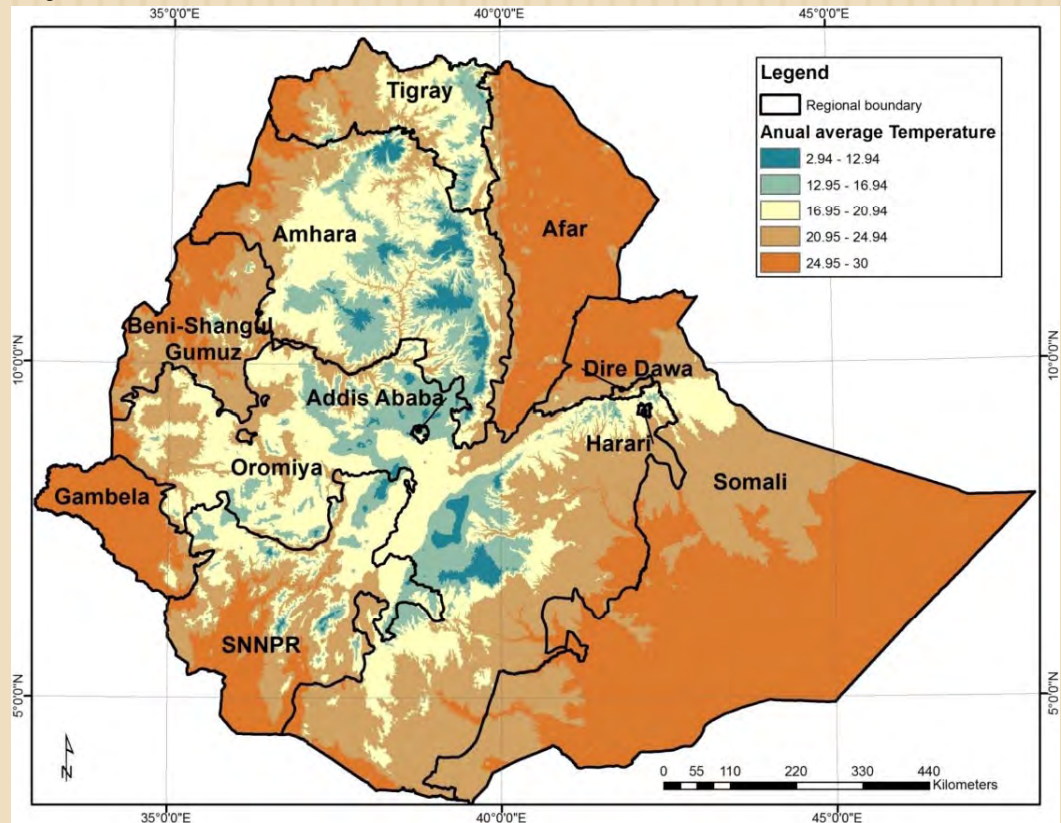 35°0'0"E 40°0'0"E 45°0'0"E
Legend
Regional boundary
Anual average Temperature
2.94 - 12.94
12.95 - 16.94
16.95 - 20.94
20.95 - 24.94
24.95 - 30
Tigray
Afar
Amhara
Beni-Shangul
Gumuz
10°0'0"N 10°0'0"N
Dire Dawa
Addis Ababa
Harari
Oromiya
Somali
Gambela
SNNPR
5°0'0"N 5°0'0"N
N
0 55 110 220 330 440
Kilometers
35°0'0"E 40°0'0"E 45°0'0"E